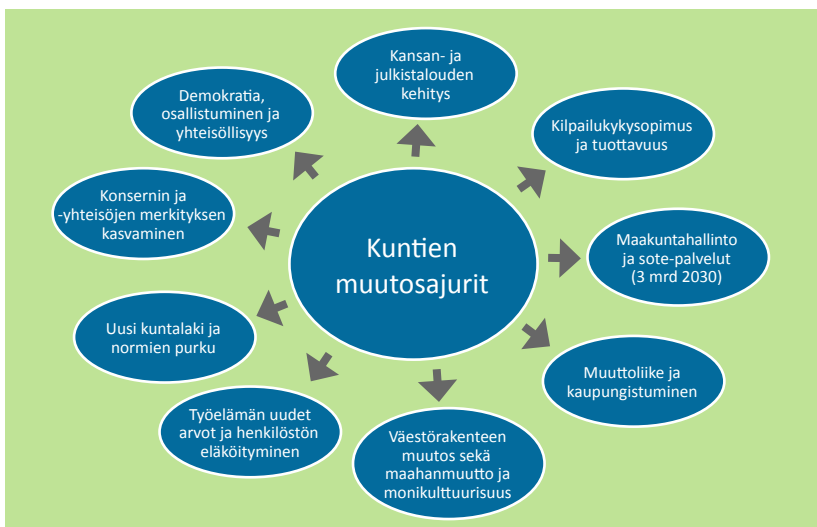 Kansan- ja
julkistalouden
kehitys
Kilpailukykysopimus
ja tuottavuus
Maakuntahallinto
ja sote-palvelut
(3 mrd 2030)
Muuttoliike ja
kaupungistuminen
Väestörakenteen
muutos sekä
maahanmuutto ja
monikulttuurisuus
Työelämän uudet
arvot ja henkilöstön
eläköityminen
Uusi kuntalaki ja
normien purku
Konsernin ja
-yhteisöjen merkityksen
kasvaminen
Demokratia,
osallistuminen ja
yhteisöllisyys
Kuntien
muutosajurit